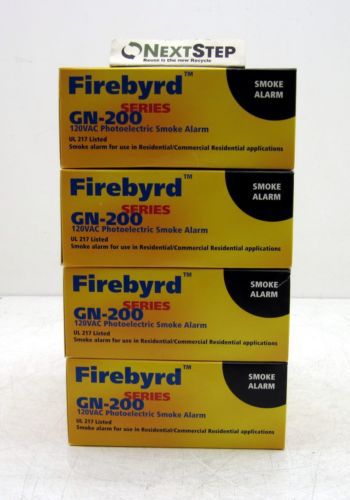 NEXTSTEP
Reuse is the new Recycle
Firebyrd™
SERIES
GN-200
120VAC Photoelectric Smoke Alarm
UL 217 Listed
Smoke alarm for use in Residential/Commercial Residential applications
SMOKE
ALARM
Firebyrd™
SERIES
GN-200
120VAC Photoelectric Smoke Alarm
UL 217 Listed
Smoke alarm for use in Residential/Commercial Residential applications
SMOKE
ALARM
Firebyrd™
SERIES
GN-200
120VAC Photoelectric Smoke Alarm
UL 217 Listed
Smoke alarm for use in Residential/Commercial Residential applications
SMOKE
ALARM
Firebyrd™
SERIES
GN-200
120VAC Photoelectric Smoke Alarm
UL 217 Listed
Smoke alarm for use in Residential/Commercial Residential applications
SMOKE
ALARM